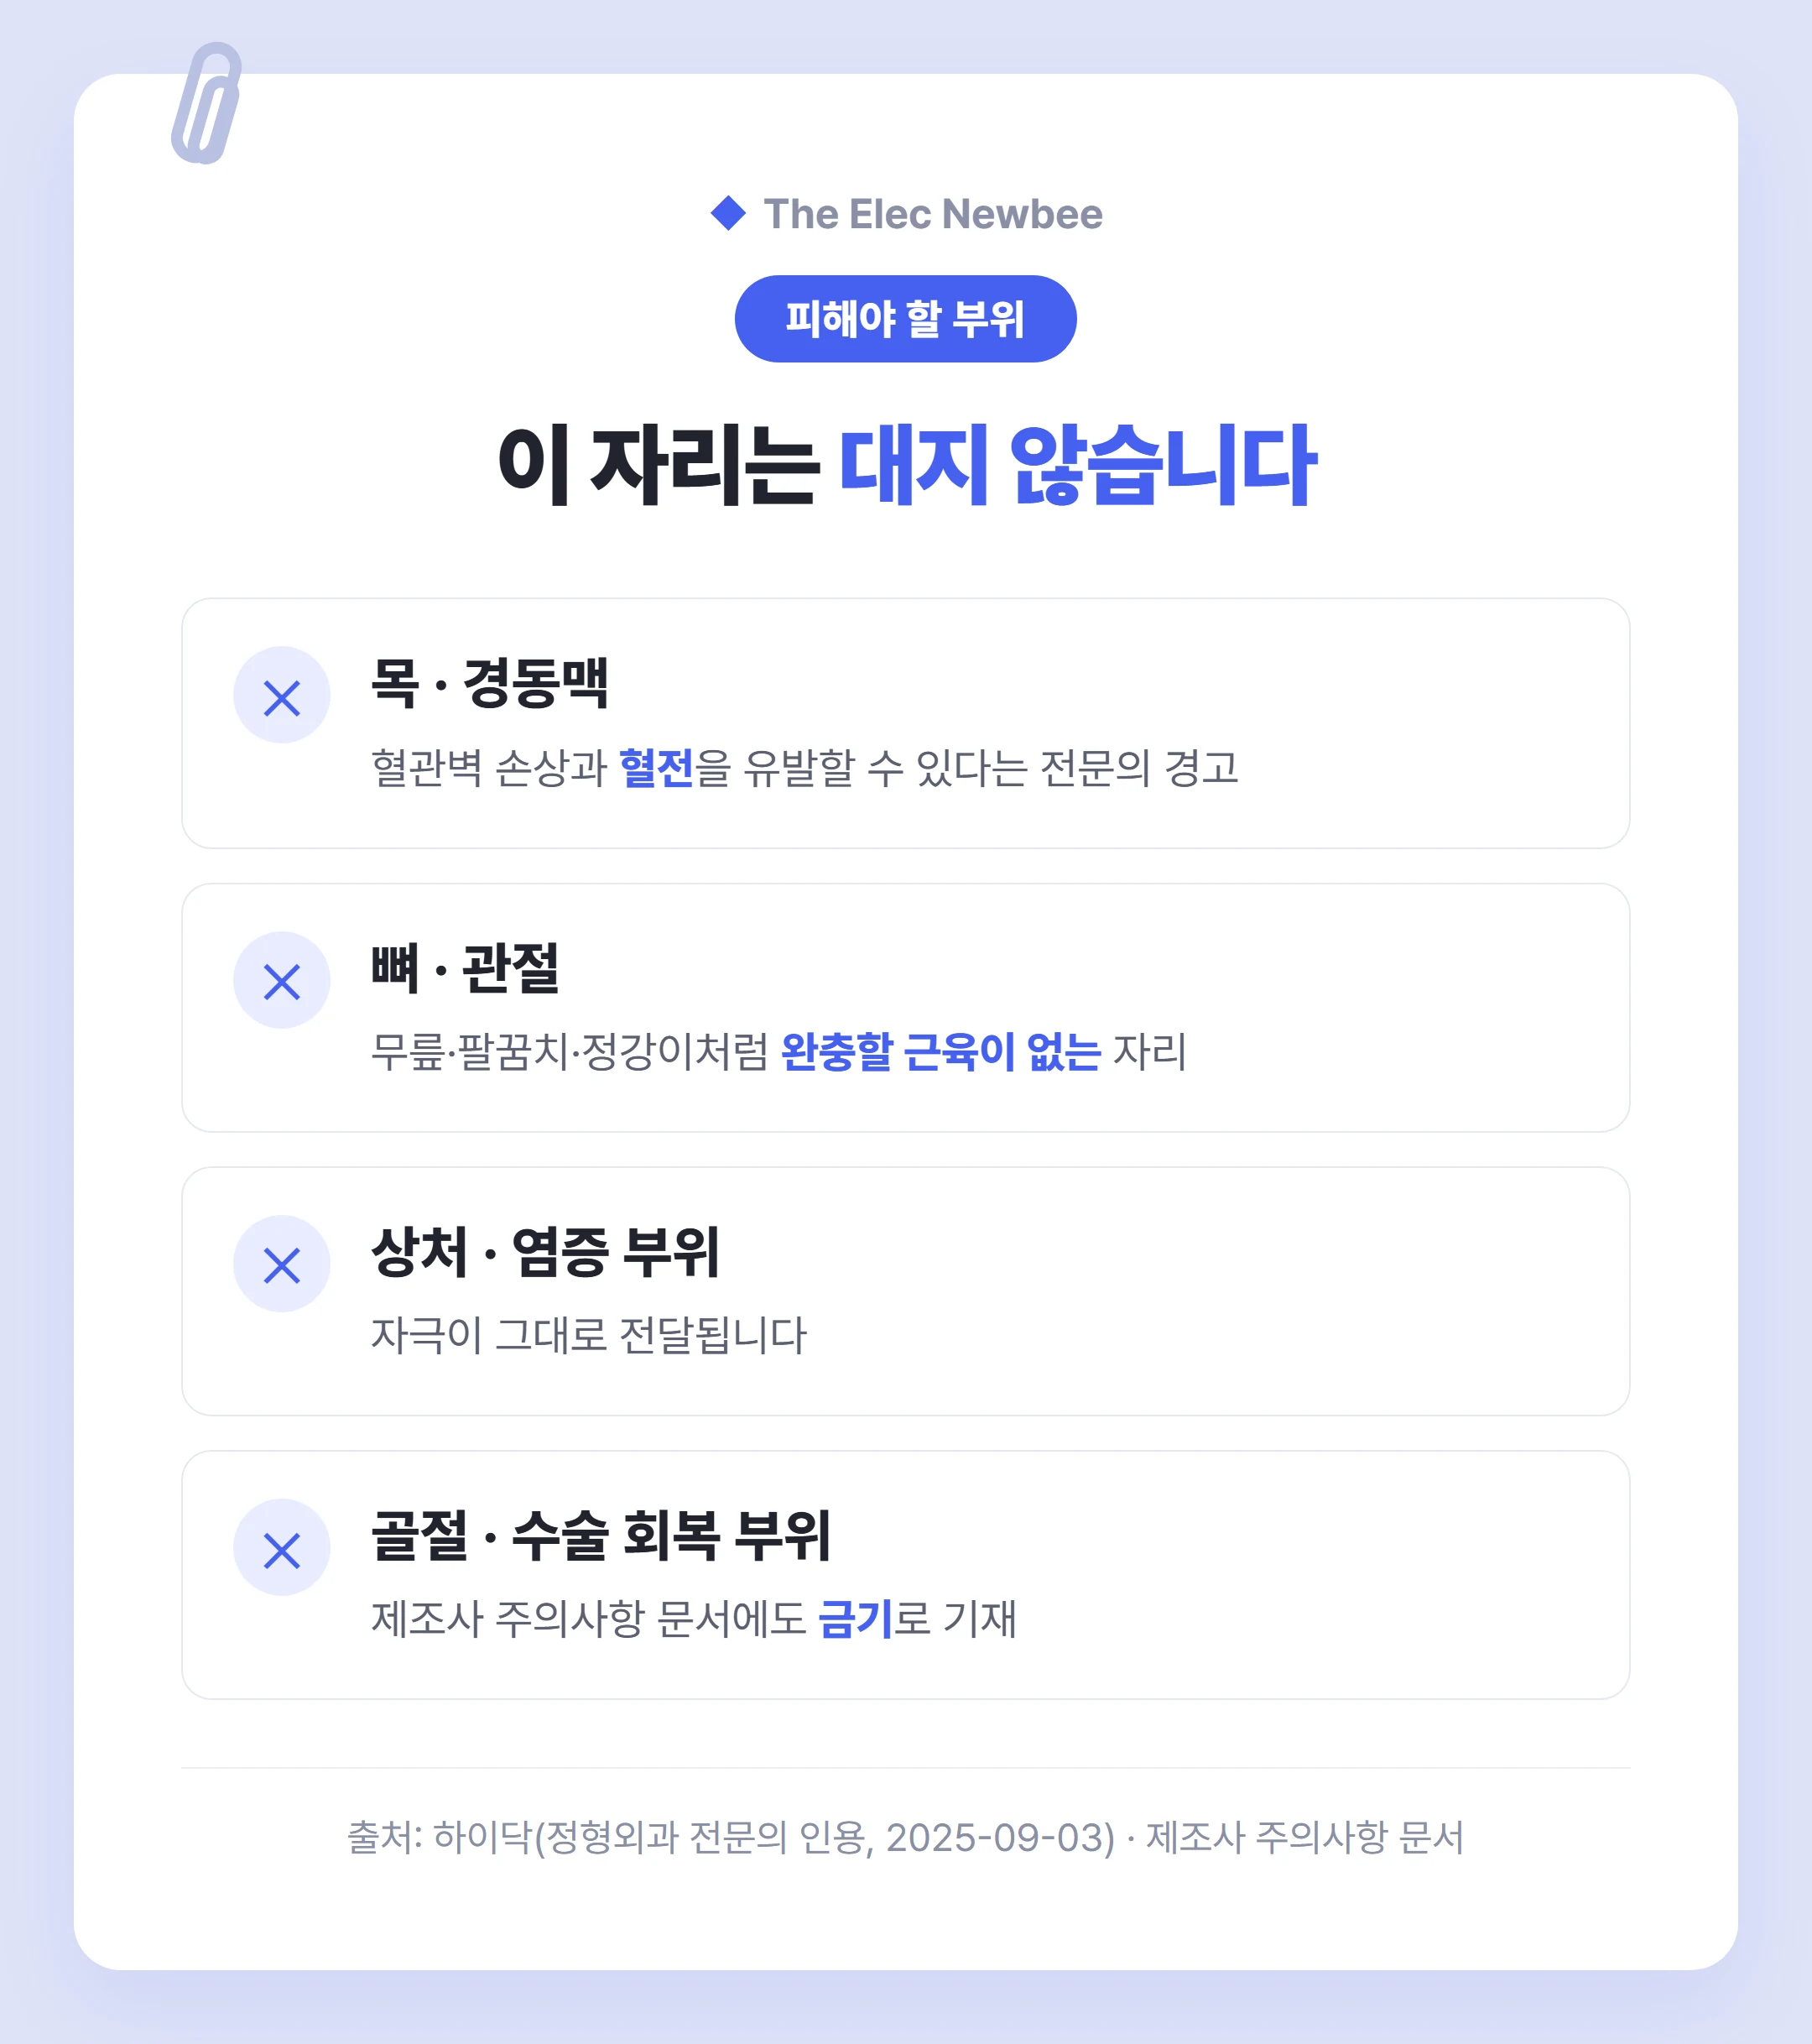 The Elec Newbee
피해야 할 부위
이 자리는 대지 않습니다
목 · 경동맥
혈관벽 손상과 혈전을 유발할 수 있다는 전문의 경고
뼈 · 관절
무릎·팔꿈치·정강이처럼 완충할 근육이 없는 자리
상처 · 염증 부위
자극이 그대로 전달됩니다
골절 · 수술 회복 부위
제조사 주의사항 문서에도 금기로 기재
출처: 하이닥(정형외과 전문의 인용, 2025-09-03) · 제조사 주의사항 문서